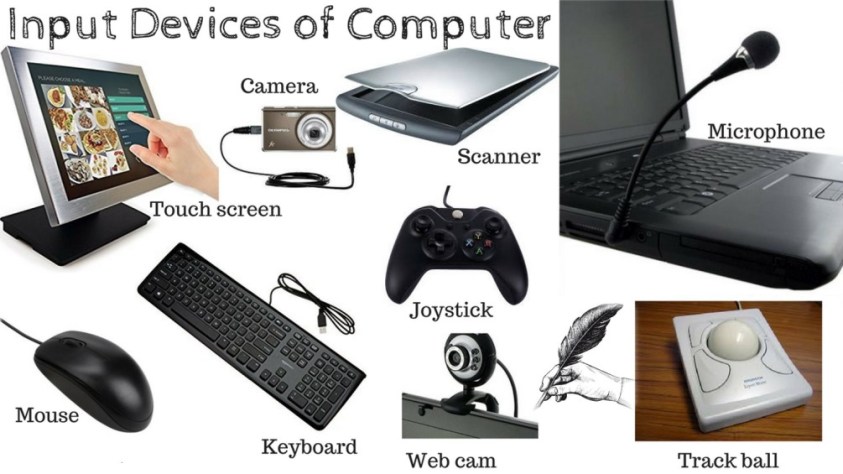 Input Devices of Computer
Camera
Scanner
Microphone
Touch screen
Joystick
Mouse
Keyboard
Web cam
Track ball
PLEASE CHOOSE A MEAL